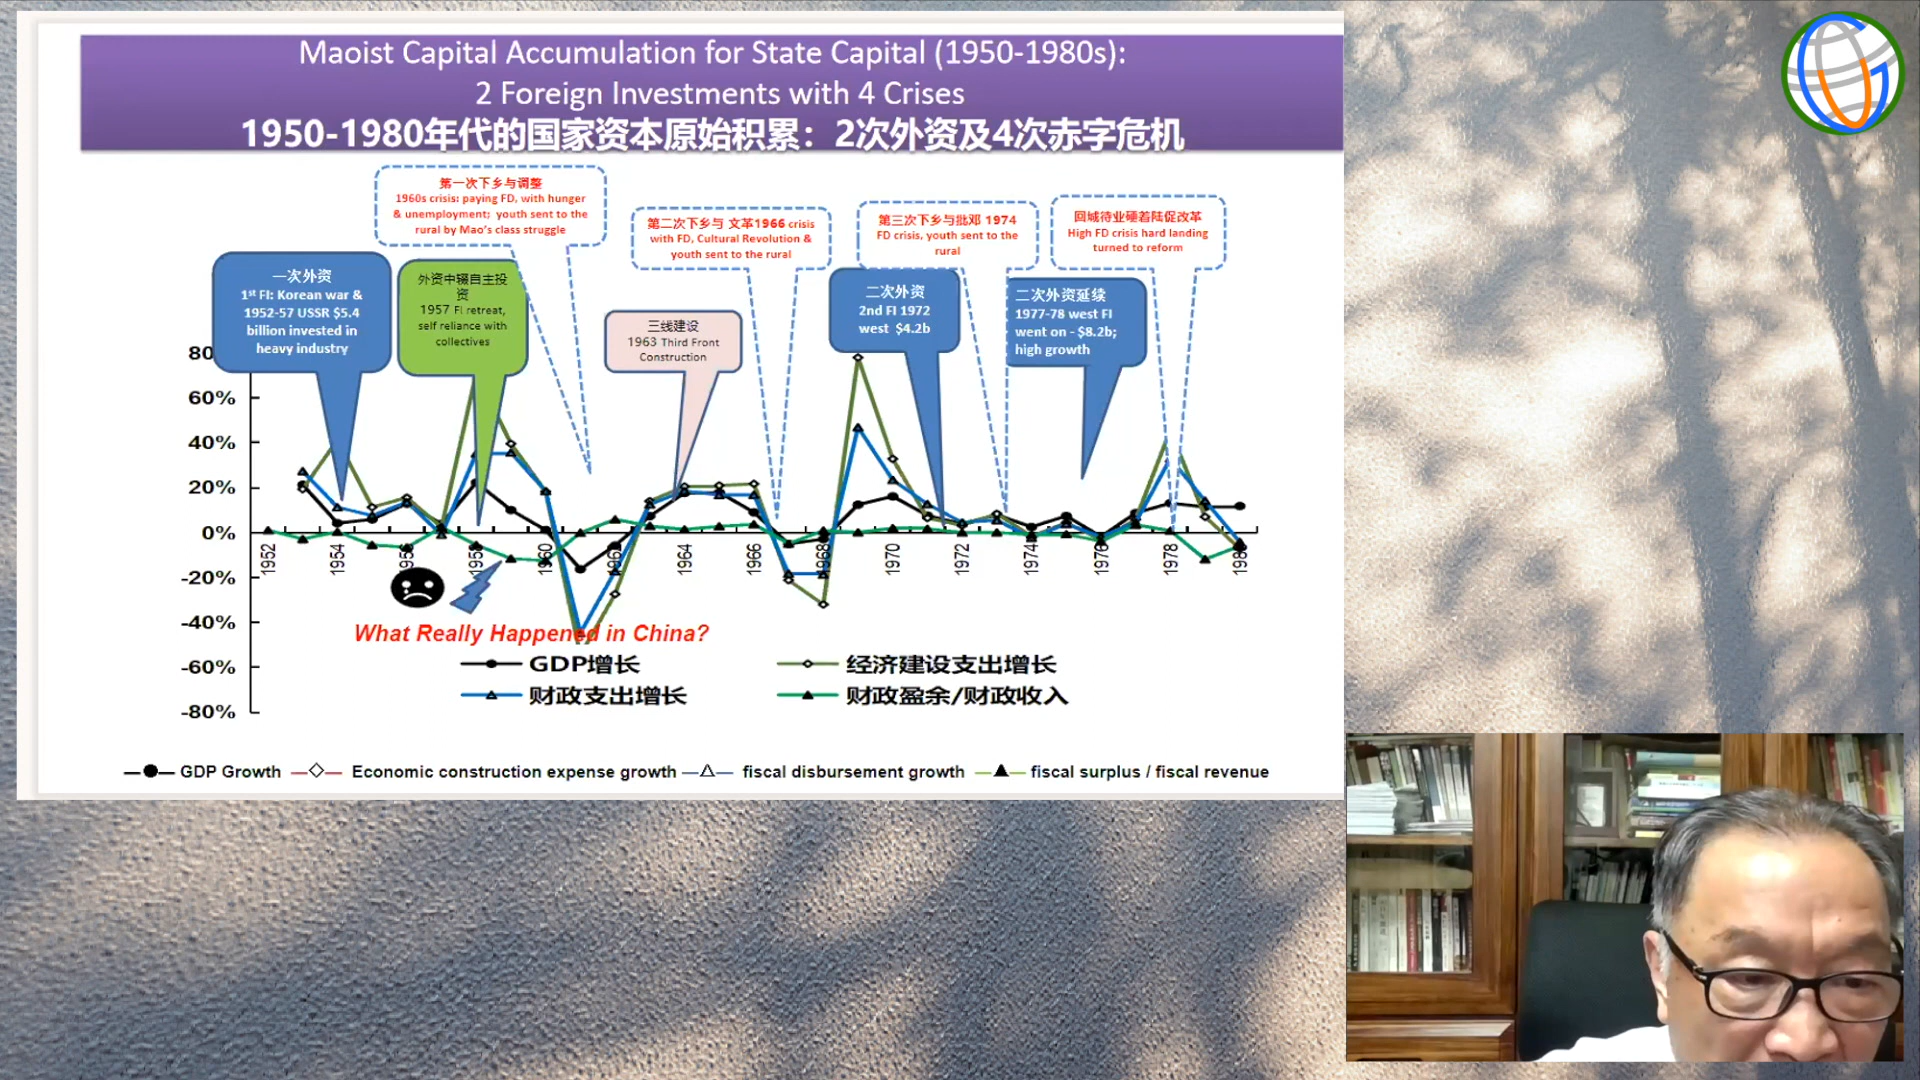 Maoist Capital Accumulation for State Capital (1950-1980s):
2 Foreign Investments with 4 Crises
1950-1980年代的国家资本原始积累：2次外资及4次赤字危机
第一次下乡与调整
1960s crisis: paying FD, with hunger
& unemployment; youth sent to the
rural by Mao's class struggle
第二次下乡与 文革1966 crisis
with FD, Cultural Revolution &
youth sent to the rural
第三次下乡与批邓 1974
FD crisis, youth sent to the
rural
回城待业硬着陆促改革
High FD crisis hard landing
turned to reform
一次外资
1st FI: Korean war &
1952-57 USSR $5.4
billion invested in
heavy industry
外资中辍自主投
资
1957 FI retreat,
self reliance with
collectives
三线建设
1963 Third Front
Construction
二次外资
2nd FI 1972
west $4.2b
二次外资延续
1977-78 west FI
went on - $8.2b;
high growth
80
60%
40%
20%
0%
-20%
-40%
-60%
-80%
1952
1954
1958
1960
1964
1966
1968
1970
1972
1974
1976
1978
What Really Happened in China?
GDP增长
经济建设支出增长
财政支出增长
财政盈余/财政收入
GDP Growth
Economic construction expense growth
fiscal disbursement growth
fiscal surplus / fiscal revenue